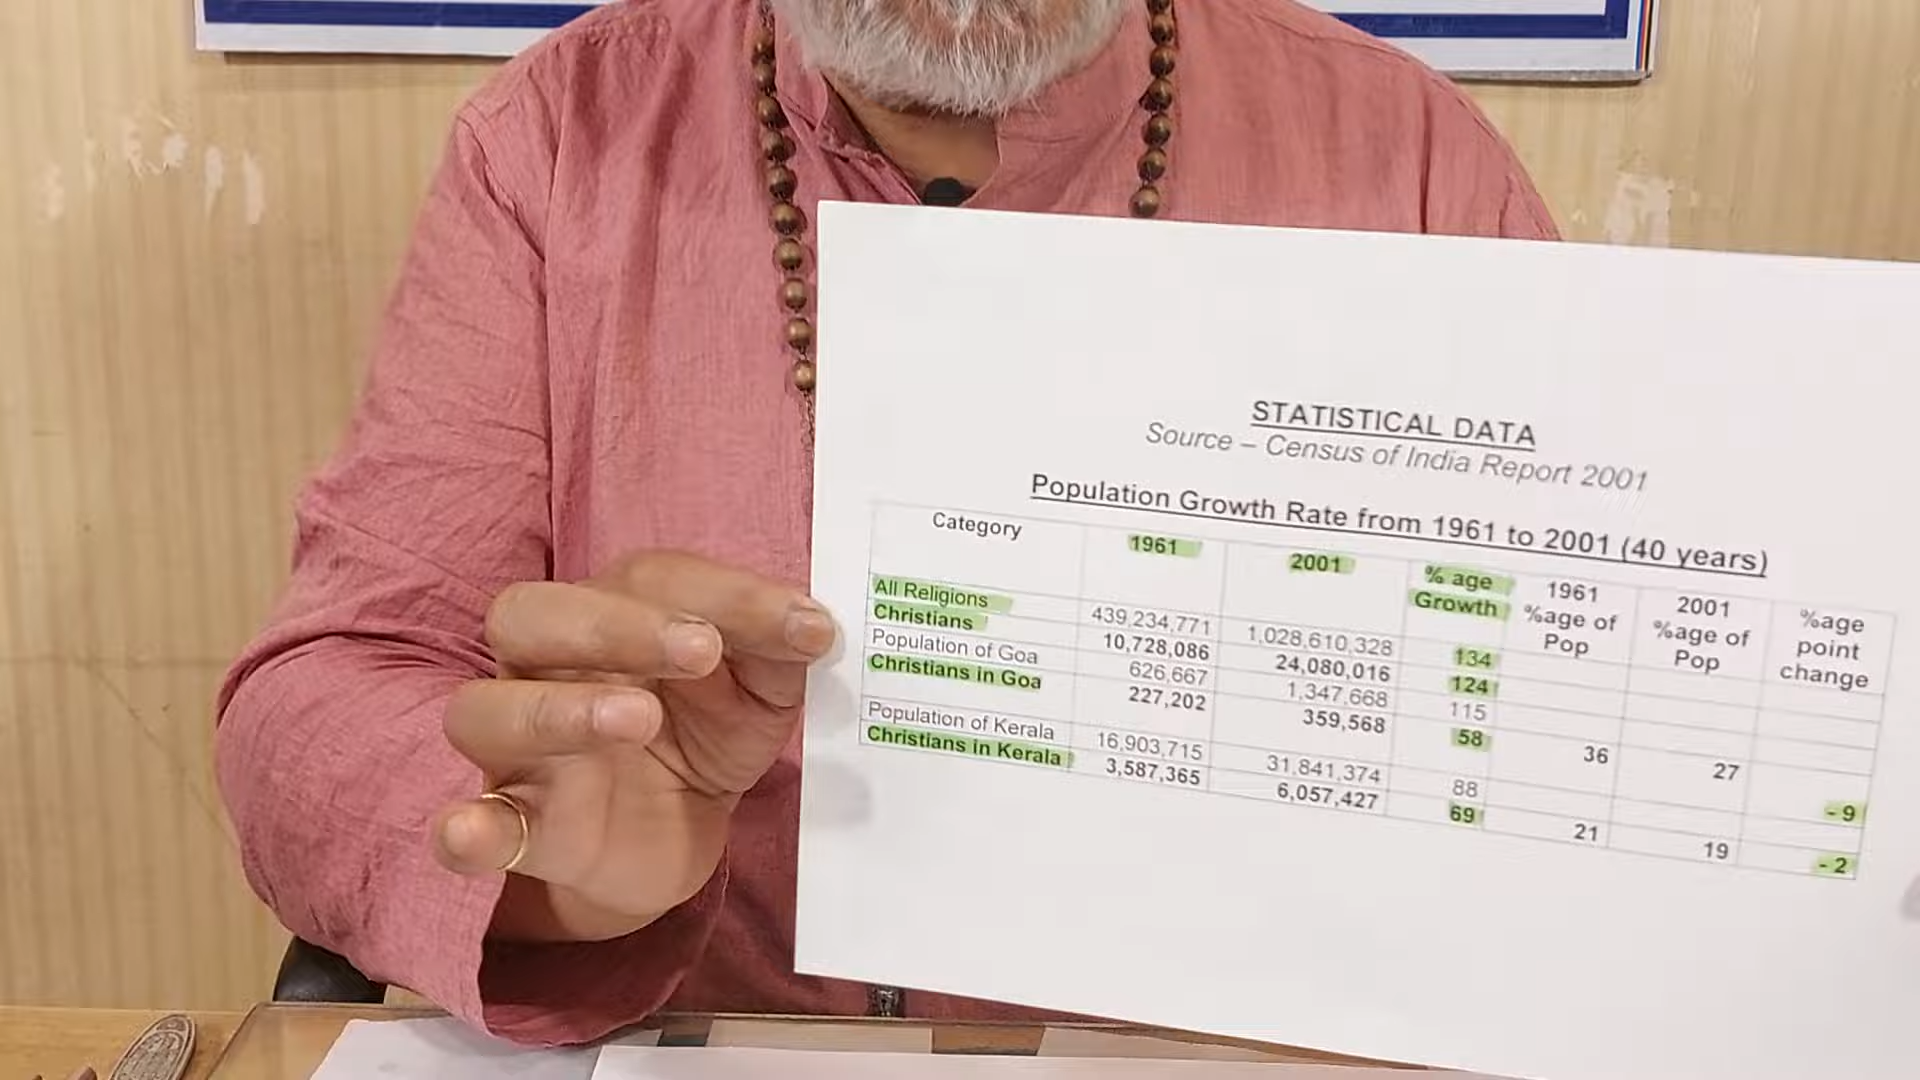 STATISTICAL DATA
Source – Census of India Report 2001
Population Growth Rate from 1961 to 2001 (40 years)
Category 1961 2001 % age Growth 1961 %age of Pop 2001 %age of Pop %age point change
All Religions 439,234,771 1,028,610,328 134
Christians 10,728,086 24,080,016 124
Population of Goa 626,667 1,347,668 115
Christians in Goa 227,202 359,568 58 36 27 - 9
Population of Kerala 16,903,715 31,841,374 88
Christians in Kerala 3,587,365 6,057,427 69 21 19 - 2